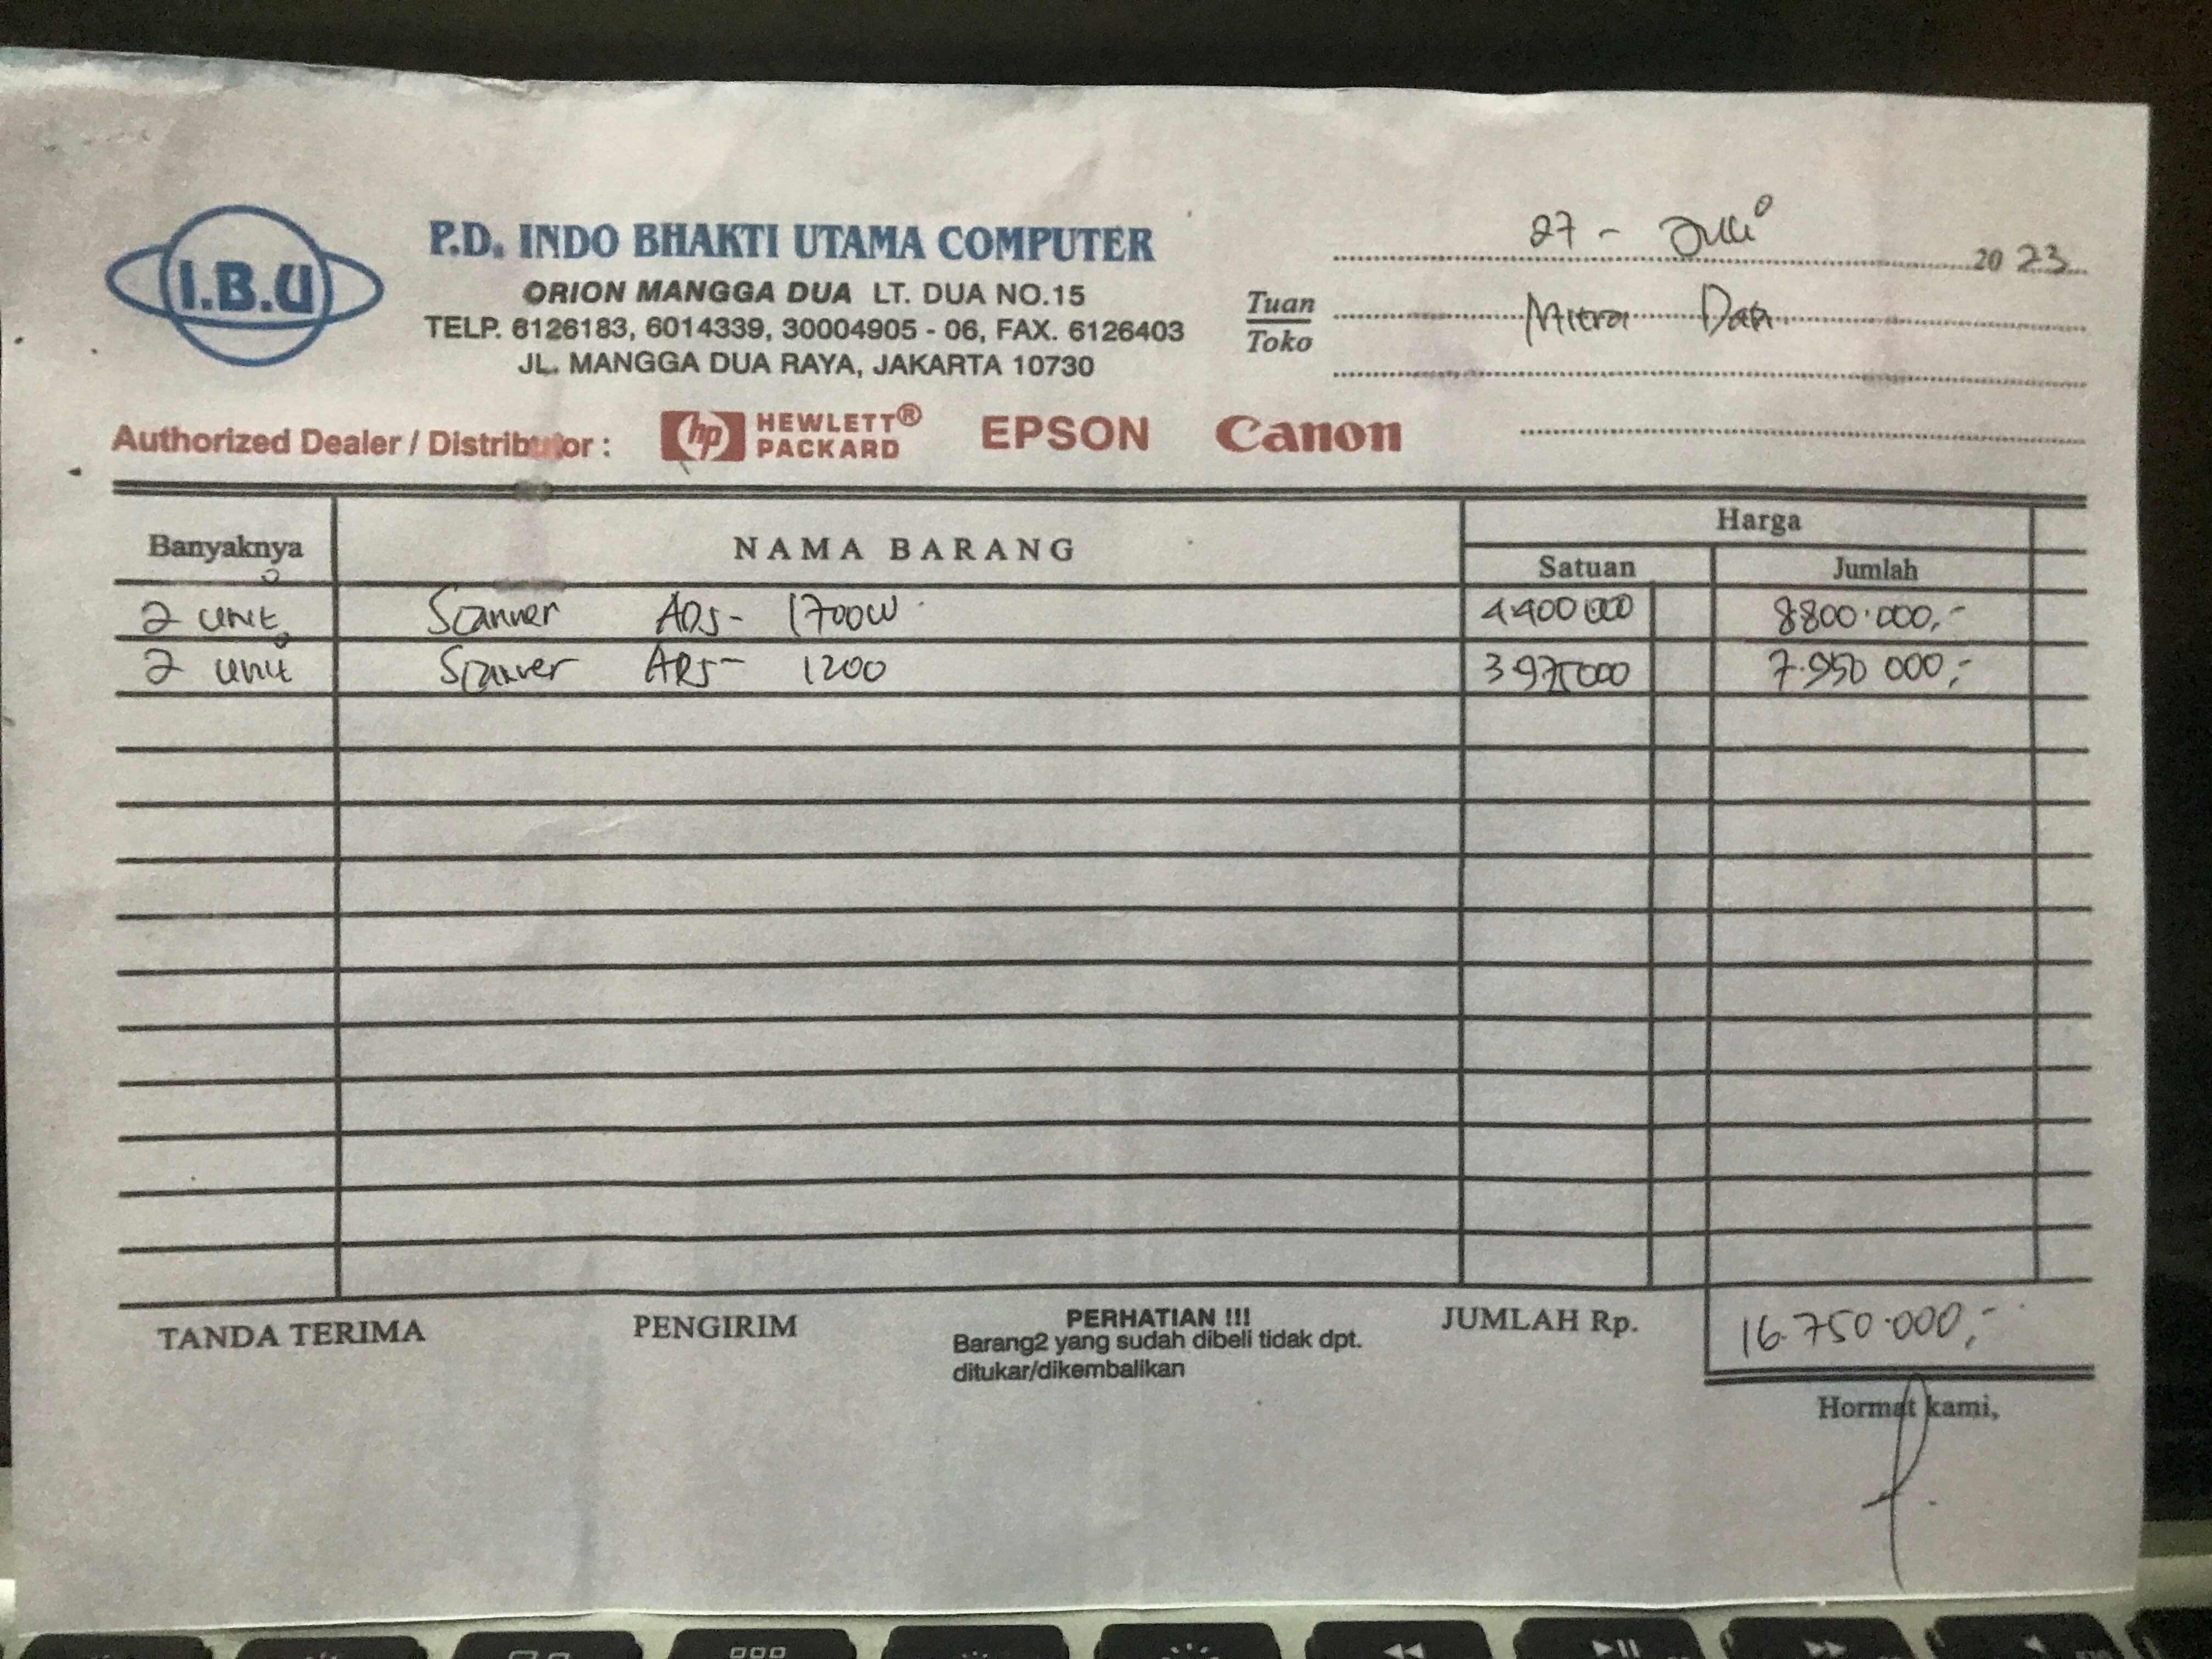 27 - Juli 2023
I.B.U
P.D. INDO BHAKTI UTAMA COMPUTER
ORION MANGGA DUA LT. DUA NO.15
TELP. 6126183, 6014339, 30004905 - 06, FAX. 6126403
JL. MANGGA DUA RAYA, JAKARTA 10730
Tuan
Toko
Mitra
Authorized Dealer / Distributor : hp HEWLETT® PACKARD EPSON Canon
Banyaknya NAMA BARANG Harga
Satuan Jumlah
2 unit Scanner ADS- 1700W 4400000 8800.000,-
2 unit Scanner ADS- 1200 3975000 7.950 000,-
TANDA TERIMA PENGIRIM PERHATIAN !!! JUMLAH Rp. 16.750.000,-
Barang2 yang sudah dibeli tidak dpt.
ditukar/dikembalikan
Hormat kami,